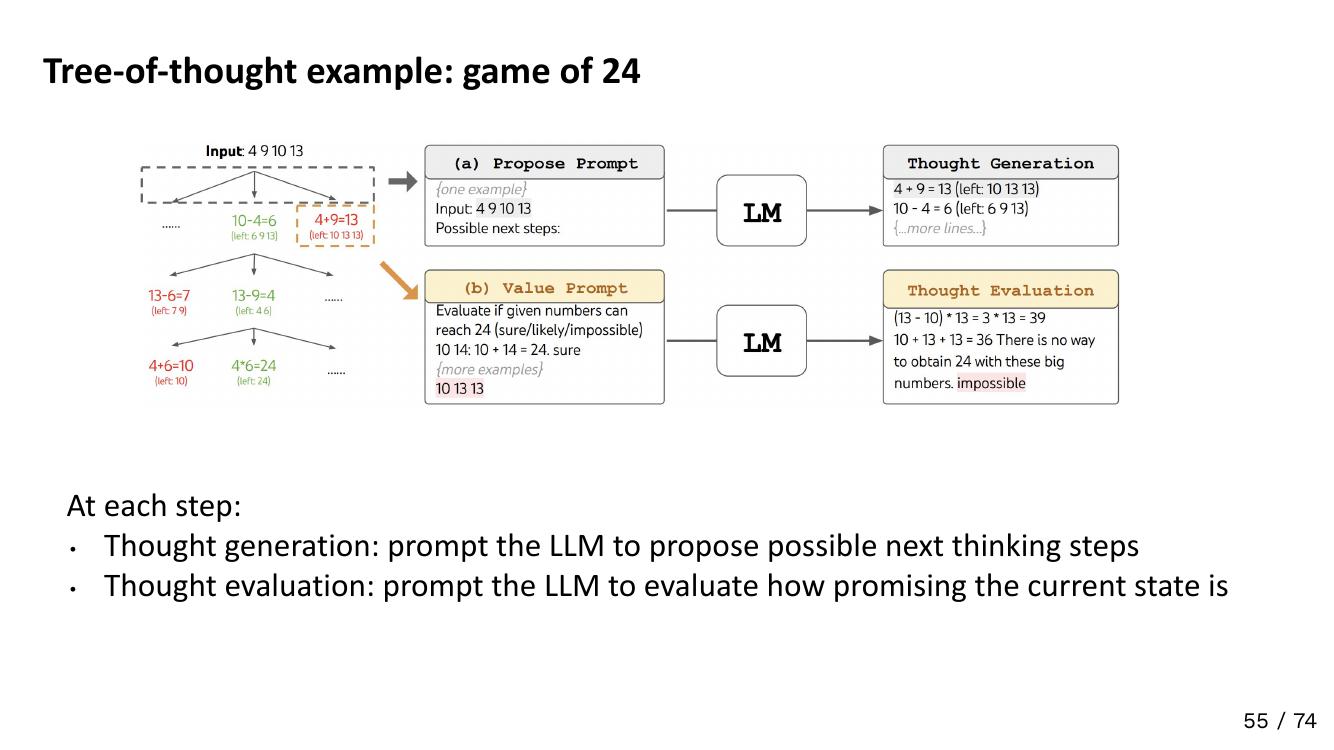 Tree-of-thought example: game of 24
Input: 4 9 10 13
......
10-4=6
(left: 6 9 13)
4+9=13
(left: 10 13 13)
13-6=7
(left: 7 9)
13-9=4
(left: 4 6)
......
4+6=10
(left: 10)
4*6=24
(left: 24)
......
(a) Propose Prompt
{one example}
Input: 4 9 10 13
Possible next steps:
LM
Thought Generation
4 + 9 = 13 (left: 10 13 13)
10 - 4 = 6 (left: 6 9 13)
{...more lines...}
(b) Value Prompt
Evaluate if given numbers can
reach 24 (sure/likely/impossible)
10 14: 10 + 14 = 24. sure
{more examples}
10 13 13
LM
Thought Evaluation
(13 - 10) * 13 = 3 * 13 = 39
10 + 13 + 13 = 36 There is no way
to obtain 24 with these big
numbers. impossible
At each step:
• Thought generation: prompt the LLM to propose possible next thinking steps
• Thought evaluation: prompt the LLM to evaluate how promising the current state is
55 / 74